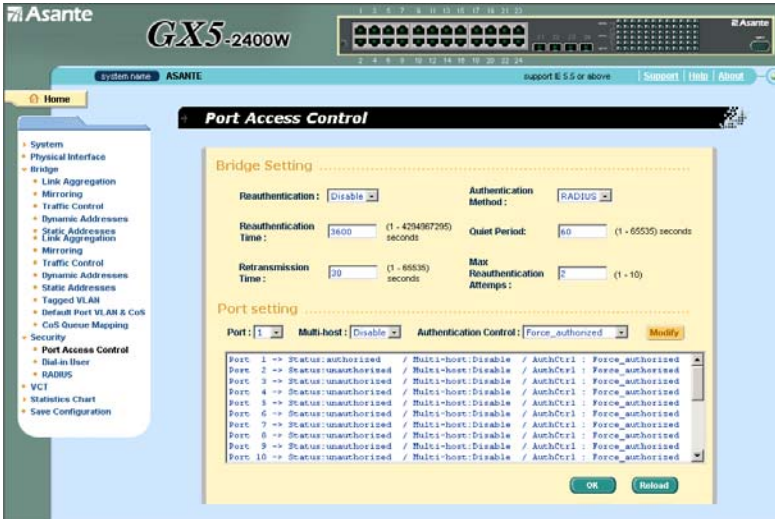 Asante
GX5-2400W
Asante
system name ASANTE
support IE 5.5 or above
Support | Help | About
Home
Port Access Control
System
Physical Interface
Bridge
Link Aggregation
Mirroring
Traffic Control
Dynamic Addresses
Static Addresses
Link Aggregation
Mirroring
Traffic Control
Dynamic Addresses
Static Addresses
Tagged VLAN
Default Port VLAN & CoS
CoS Queue Mapping
Security
Port Access Control
Dial-in User
RADIUS
VCT
Statistics Chart
Save Configuration
Bridge Setting
Reauthentication : Disable
Authentication Method : RADIUS
Reauthentication Time : 3600 (1 - 4294967295) seconds
Quiet Period: 60 (1 - 65535) seconds
Retransmission Time : 30 (1 - 65535) seconds
Max Reauthentication Attemps : 2 (1 - 10)
Port setting
Port : 1 Multi-host : Disable Authentication Control : Force_authorized Modify
Port 1 -> Status:authorized / Multi-host:Disable / AuthCtrl : Force_authorized
Port 2 -> Status:unauthorized / Multi-host:Disable / AuthCtrl : Force_authorized
Port 3 -> Status:unauthorized / Multi-host:Disable / AuthCtrl : Force_authorized
Port 4 -> Status:unauthorized / Multi-host:Disable / AuthCtrl : Force_authorized
Port 5 -> Status:unauthorized / Multi-host:Disable / AuthCtrl : Force_authorized
Port 6 -> Status:unauthorized / Multi-host:Disable / AuthCtrl : Force_authorized
Port 7 -> Status:unauthorized / Multi-host:Disable / AuthCtrl : Force_authorized
Port 8 -> Status:unauthorized / Multi-host:Disable / AuthCtrl : Force_authorized
Port 9 -> Status:unauthorized / Multi-host:Disable / AuthCtrl : Force_authorized
Port 10 -> Status:unauthorized / Multi-host:Disable / AuthCtrl : Force_authorized
OK Reload